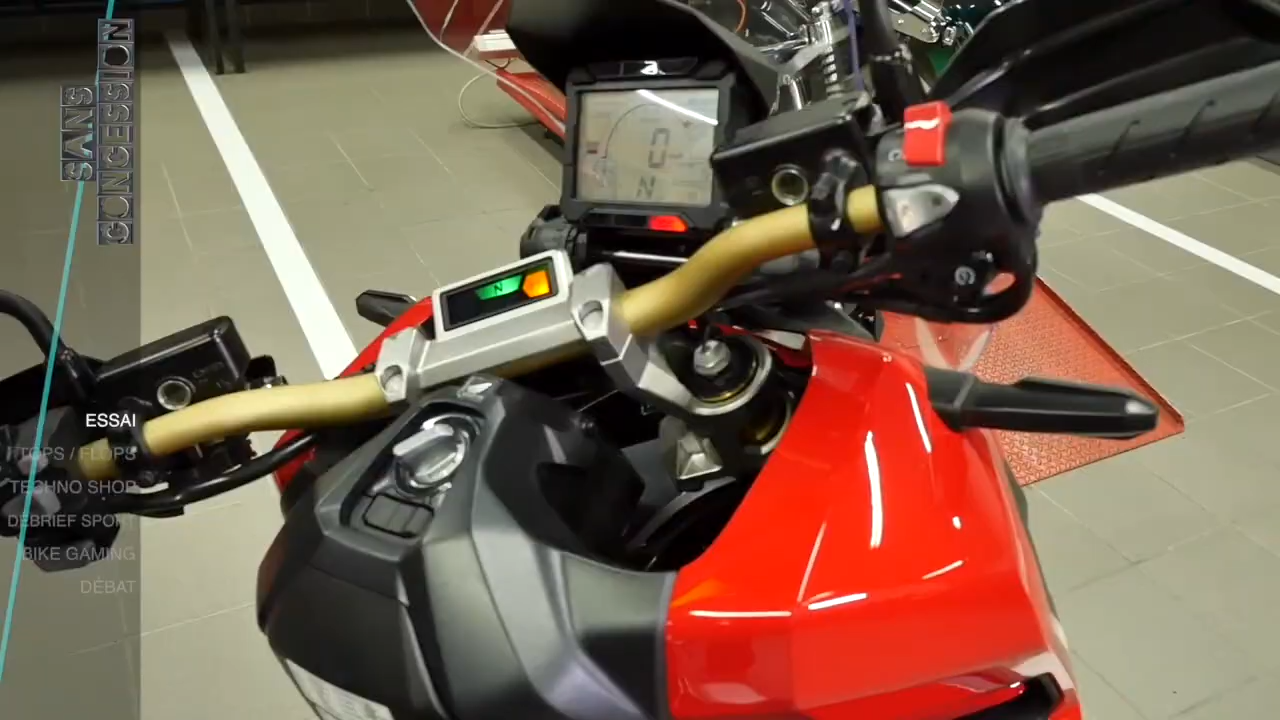 SANS
CONCESSION
ESSAI
TOPS / FLOPS
TECHNO SHOP
DEBRIEF SPORT
BIKE GAMING
DÉBAT
0
N
N